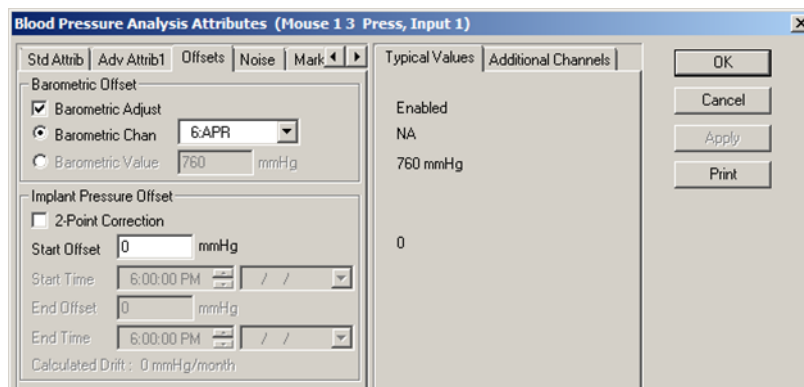 Blood Pressure Analysis Attributes (Mouse 1 3 Press, Input 1)
Std Attrib Adv Attrib1 Offsets Noise Mark
Barometric Offset
Barometric Adjust
Barometric Chan 6:APR
Barometric Value 760 mmHg
Implant Pressure Offset
2-Point Correction
Start Offset 0 mmHg
Start Time 6:00:00 PM / /
End Offset 0 mmHg
End Time 6:00:00 PM / /
Calculated Drift : 0 mmHg/month
Typical Values Additional Channels
Enabled
NA
760 mmHg
0
OK
Cancel
Apply
Print